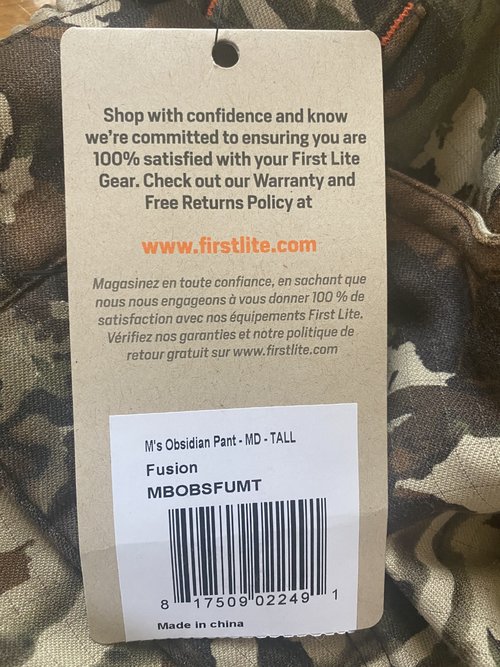 Shop with confidence and know
we're committed to ensuring you are
100% satisfied with your First Lite
Gear. Check out our Warranty and
Free Returns Policy at
www.firstlite.com
Magasinez en toute confiance, en sachant que
nous nous engageons à vous donner 100 % de
satisfaction avec nos équipements First Lite.
Vérifiez nos garanties et notre politique de
retour gratuit sur www.firstlite.com
M's Obsidian Pant - MD - TALL
Fusion
MBOBSFUMT
8 17509 02249 1
Made in china